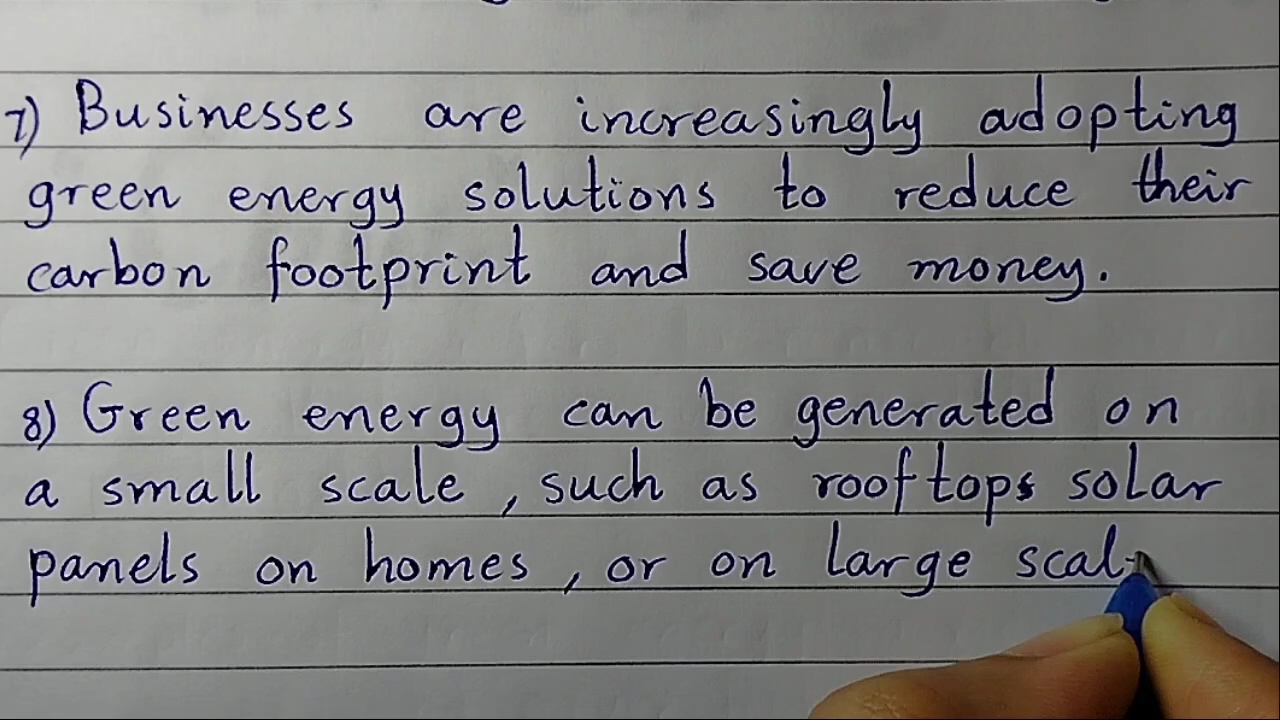 7) Businesses are increasingly adopting
green energy solutions to reduce their
carbon footprint and save money.
8) Green energy can be generated on
a small scale, such as rooftops solar
panels on homes, or on large scal